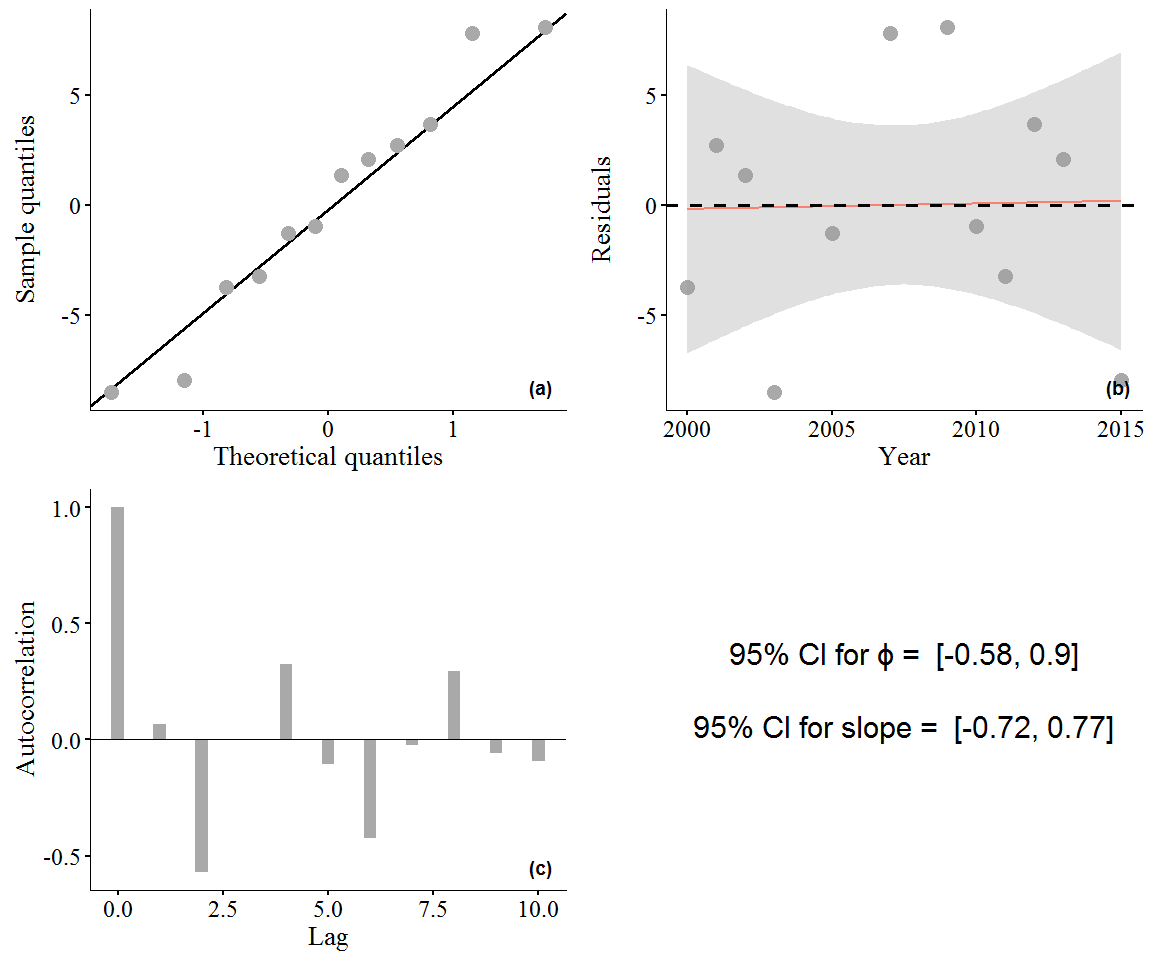 5
0
-5
Sample quantiles
-1
0
1
Theoretical quantiles
(a)
5
0
-5
Residuals
2000
2005
2010
2015
Year
(b)
1.0
0.5
0.0
-0.5
Autocorrelation
0.0
2.5
5.0
7.5
10.0
Lag
(c)
95% CI for ϕ = [-0.58, 0.9]
95% CI for slope = [-0.72, 0.77]